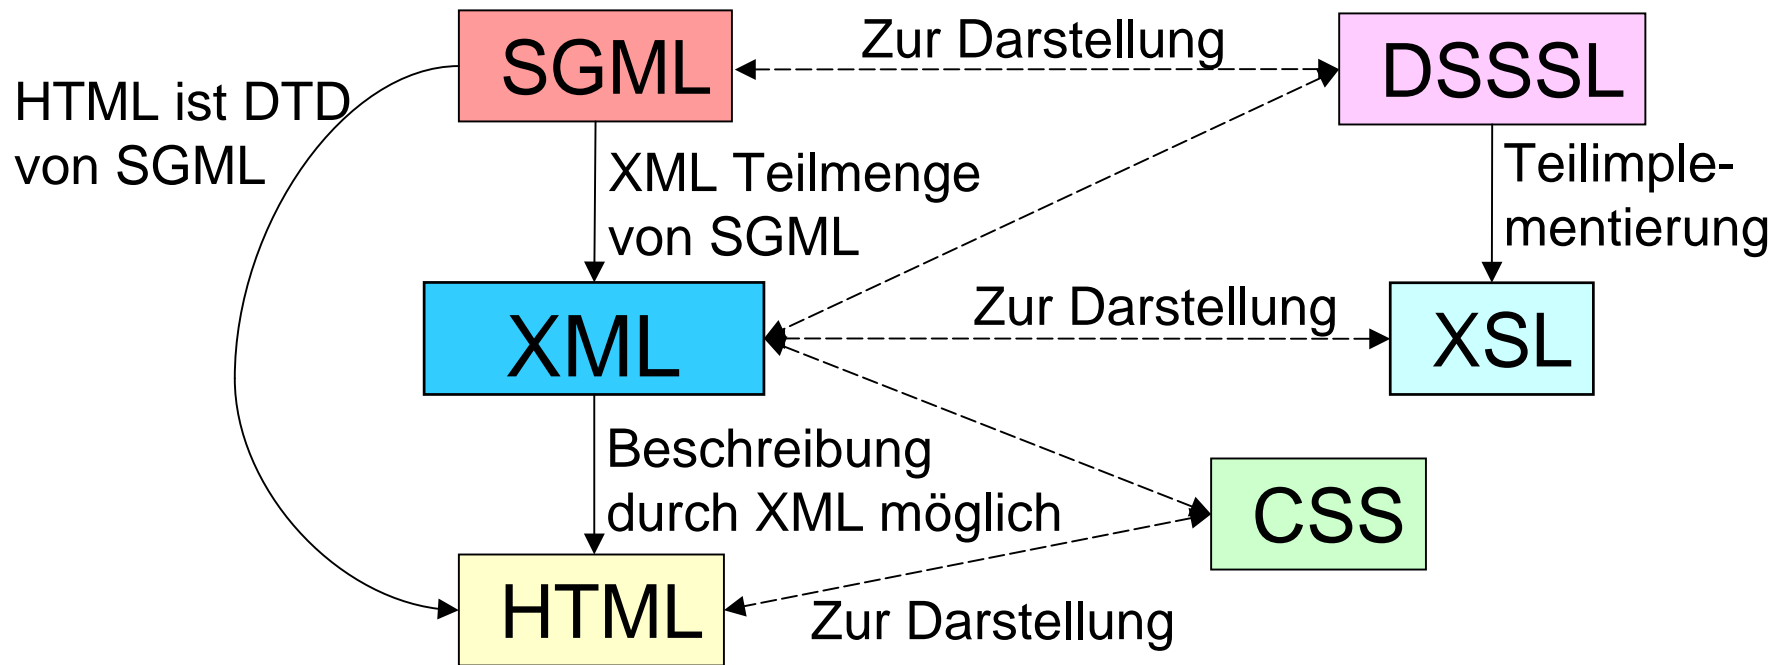 SGML
Zur Darstellung
DSSSL
HTML ist DTD
von SGML
XML Teilmenge
von SGML
Teilimple-
mentierung
XML
Zur Darstellung
XSL
Beschreibung
durch XML möglich
CSS
HTML
Zur Darstellung